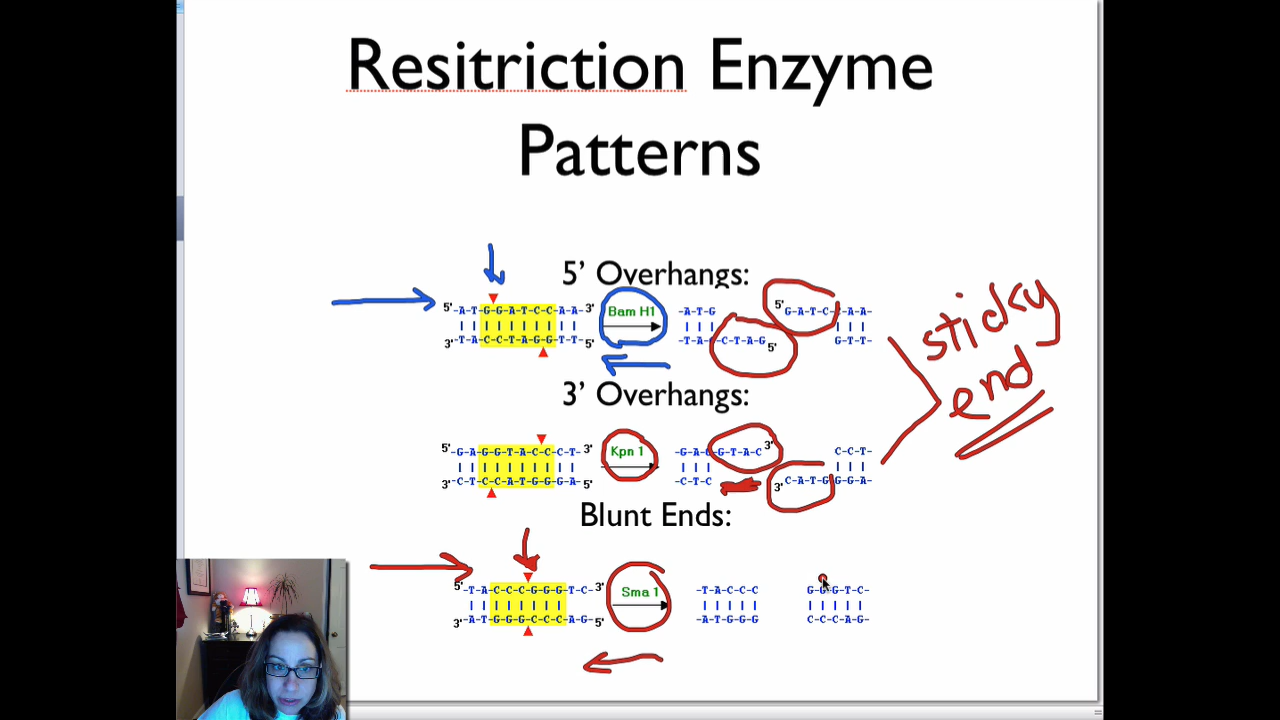 Resitriction Enzyme
Patterns
5' Overhangs:
5' -A-T-G-G-A-T-C-C-A-A- 3' Bam H1 -A-T-G 5' G-A-T-C-A-A-
3' -T-A-C-C-T-A-G-G-T-T- 5' -T-A-C-C-T-A-G 5' G-T-T-
sticky
end
3' Overhangs:
5' -G-A-G-G-T-A-C-C-C-T- 3' Kpn 1 -G-A-G-G-T-A-C 3' C-C-T-
3' -C-T-C-C-A-T-G-G-G-A- 5' -C-T-C 3' C-A-T-G-G-G-A-
Blunt Ends:
5' -T-A-C-C-C-G-G-G-T-C- 3' Sma 1 -T-A-C-C-C G-G-G-T-C-
3' -A-T-G-G-G-C-C-C-A-G- 5' -A-T-G-G-G C-C-C-A-G-